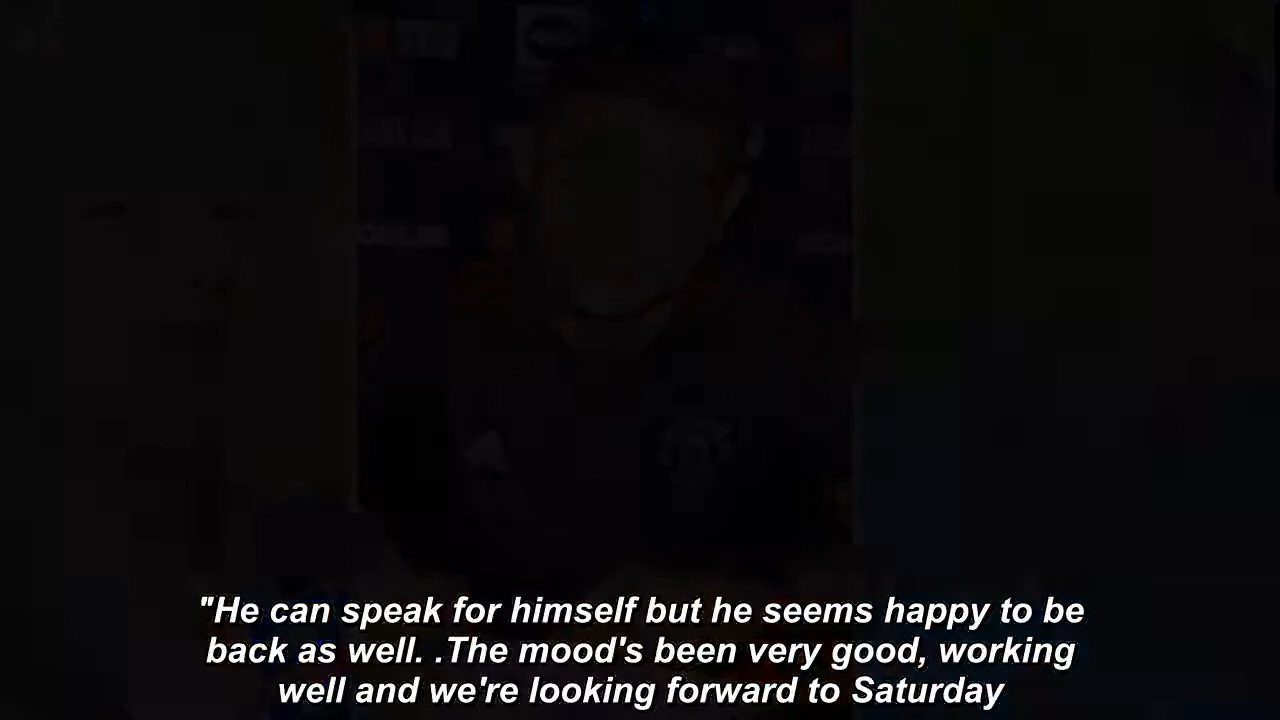 "He can speak for himself but he seems happy to be
back as well. .The mood's been very good, working
well and we're looking forward to Saturday